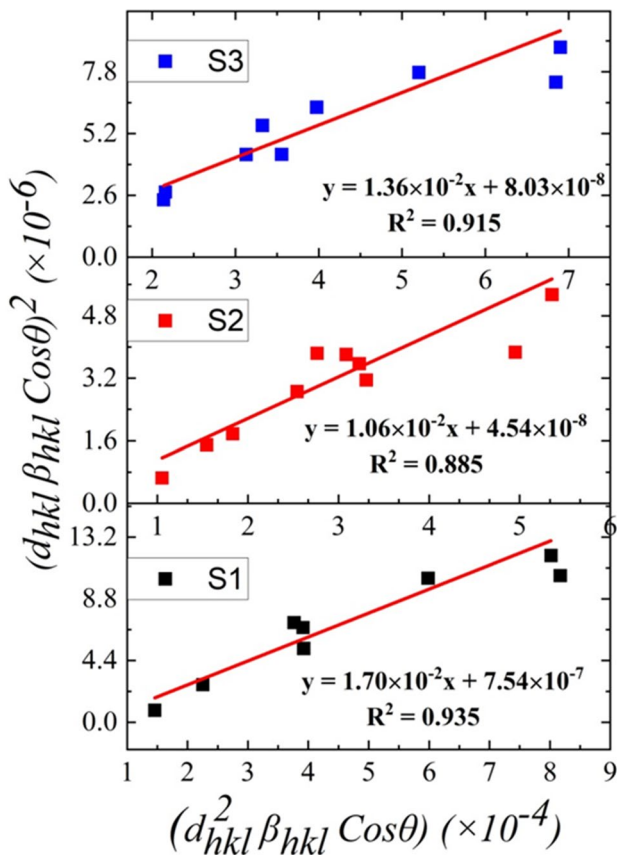 S3
7.8
5.2
2.6
0.0
y = 1.36×10⁻²x + 8.03×10⁻⁸
R² = 0.915
2 3 4 5 6 7
S2
4.8
3.2
1.6
0.0
y = 1.06×10⁻²x + 4.54×10⁻⁸
R² = 0.885
1 2 3 4 5 6
(d_hkl β_hkl Cosθ)² (×10⁻⁶)
S1
13.2
8.8
4.4
0.0
y = 1.70×10⁻²x + 7.54×10⁻⁷
R² = 0.935
1 2 3 4 5 6 7 8 9
(d²_hkl β_hkl Cosθ) (×10⁻⁴)